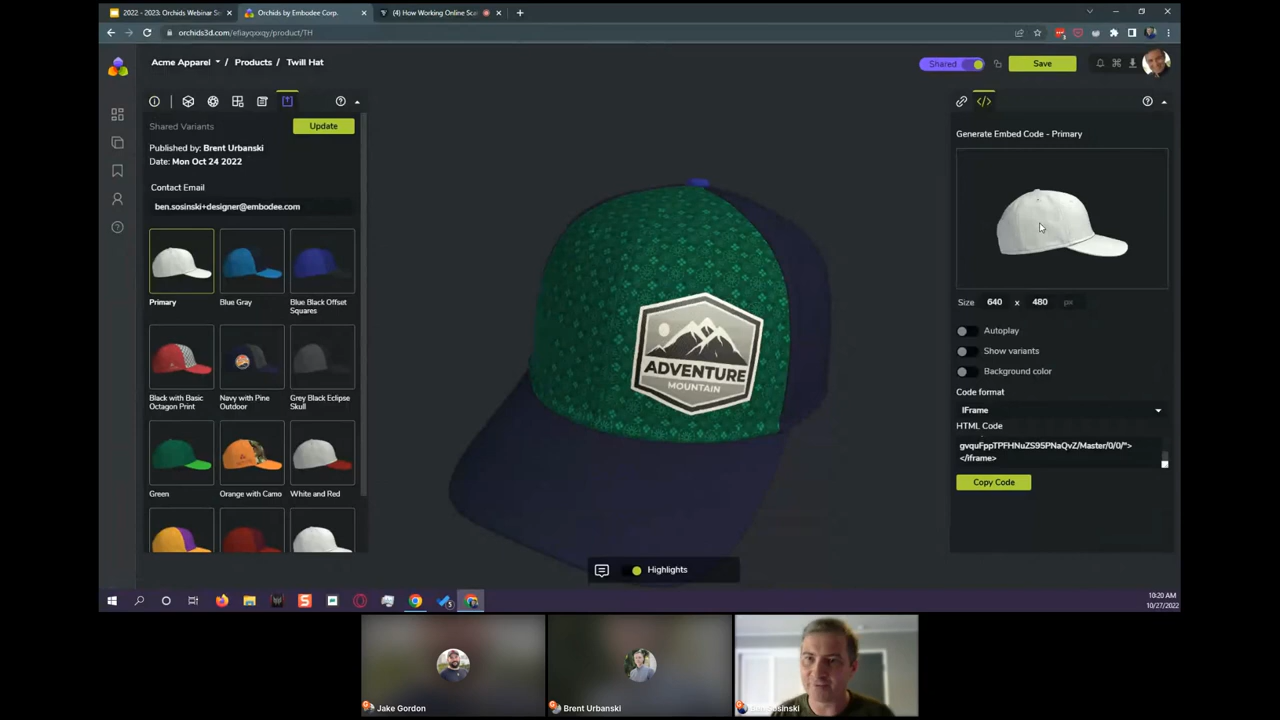 2022 - 2023: Orchids Webinar Se
Orchids by Embodee Corp.
(4) How Working Online Sca
orchids3d.com/efiayqxxqy/product/TH
Acme Apparel / Products / Twill Hat
Shared
Save
Shared Variants
Update
Published by: Brent Urbanski
Date: Mon Oct 24 2022
Contact Email
ben.sosinski+designer@embodee.com
Primary
Blue Gray
Blue Black Offset Squares
Black with Basic Octagon Print
Navy with Pine Outdoor
Grey Black Eclipse Skull
Green
Orange with Camo
White and Red
ADVENTURE
MOUNTAIN
Highlights
Generate Embed Code - Primary
Size 640 x 480 px
Autoplay
Show variants
Background color
Code format
IFrame
HTML Code
gvquFppTPFHNuZS95PNaQvZ/Master/0/0/">
</iframe>
Copy Code
10:20 AM
10/27/2022
Jake Gordon
Brent Urbanski